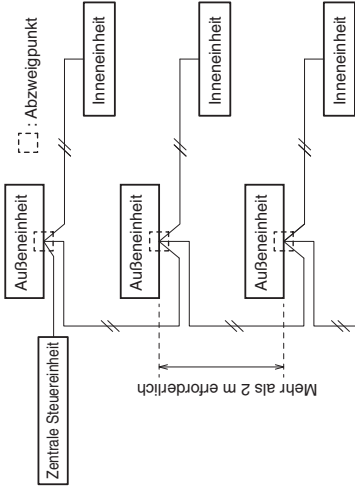 : Abzweigpunkt
Zentrale Steuereinheit
Außeneinheit
Inneneinheit
Außeneinheit
Inneneinheit
Mehr als 2 m erforderlich
Außeneinheit
Inneneinheit